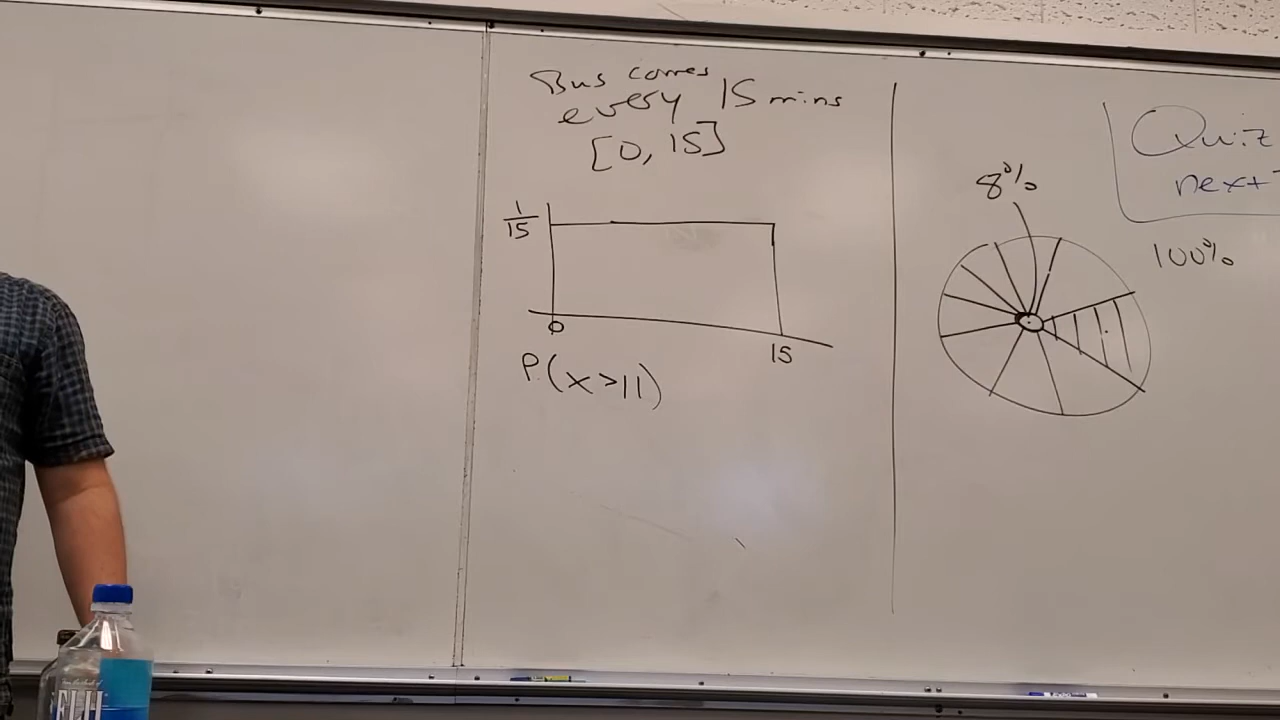 Bus comes
every 15 mins
[0, 15]
1/15
0
15
P(x>11)
8%
Quiz
next
100%